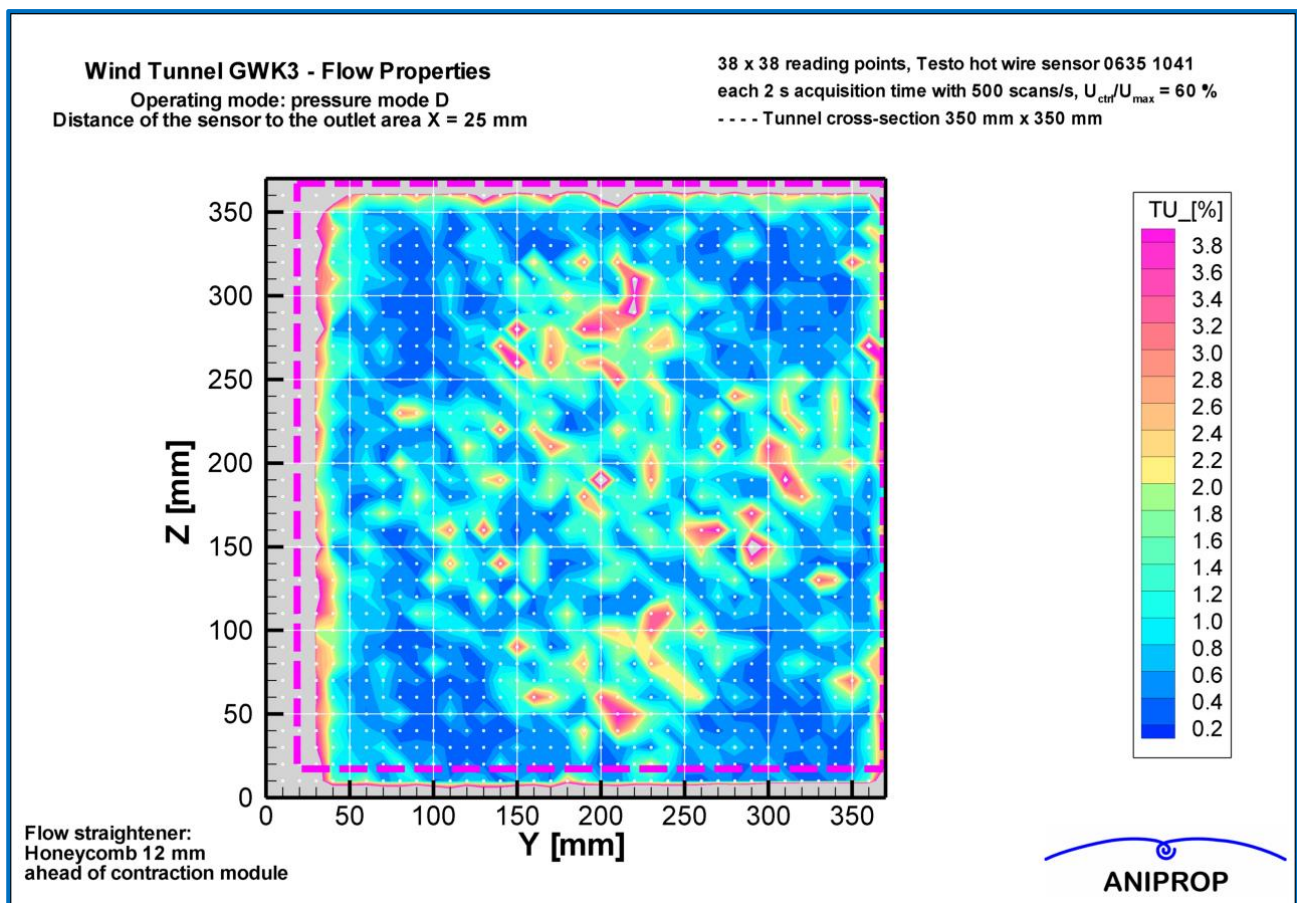 Wind Tunnel GWK3 - Flow Properties
Operating mode: pressure mode D
Distance of the sensor to the outlet area X = 25 mm
38 x 38 reading points, Testo hot wire sensor 0635 1041
each 2 s acquisition time with 500 scans/s, U_ctrl/U_max = 60 %
- - - - Tunnel cross-section 350 mm x 350 mm
Z [mm]
350
300
250
200
150
100
50
0
0 50 100 150 200 250 300 350
Y [mm]
TU_[%]
3.8
3.6
3.4
3.2
3.0
2.8
2.6
2.4
2.2
2.0
1.8
1.6
1.4
1.2
1.0
0.8
0.6
0.4
0.2
Flow straightener:
Honeycomb 12 mm
ahead of contraction module
ANIPROP